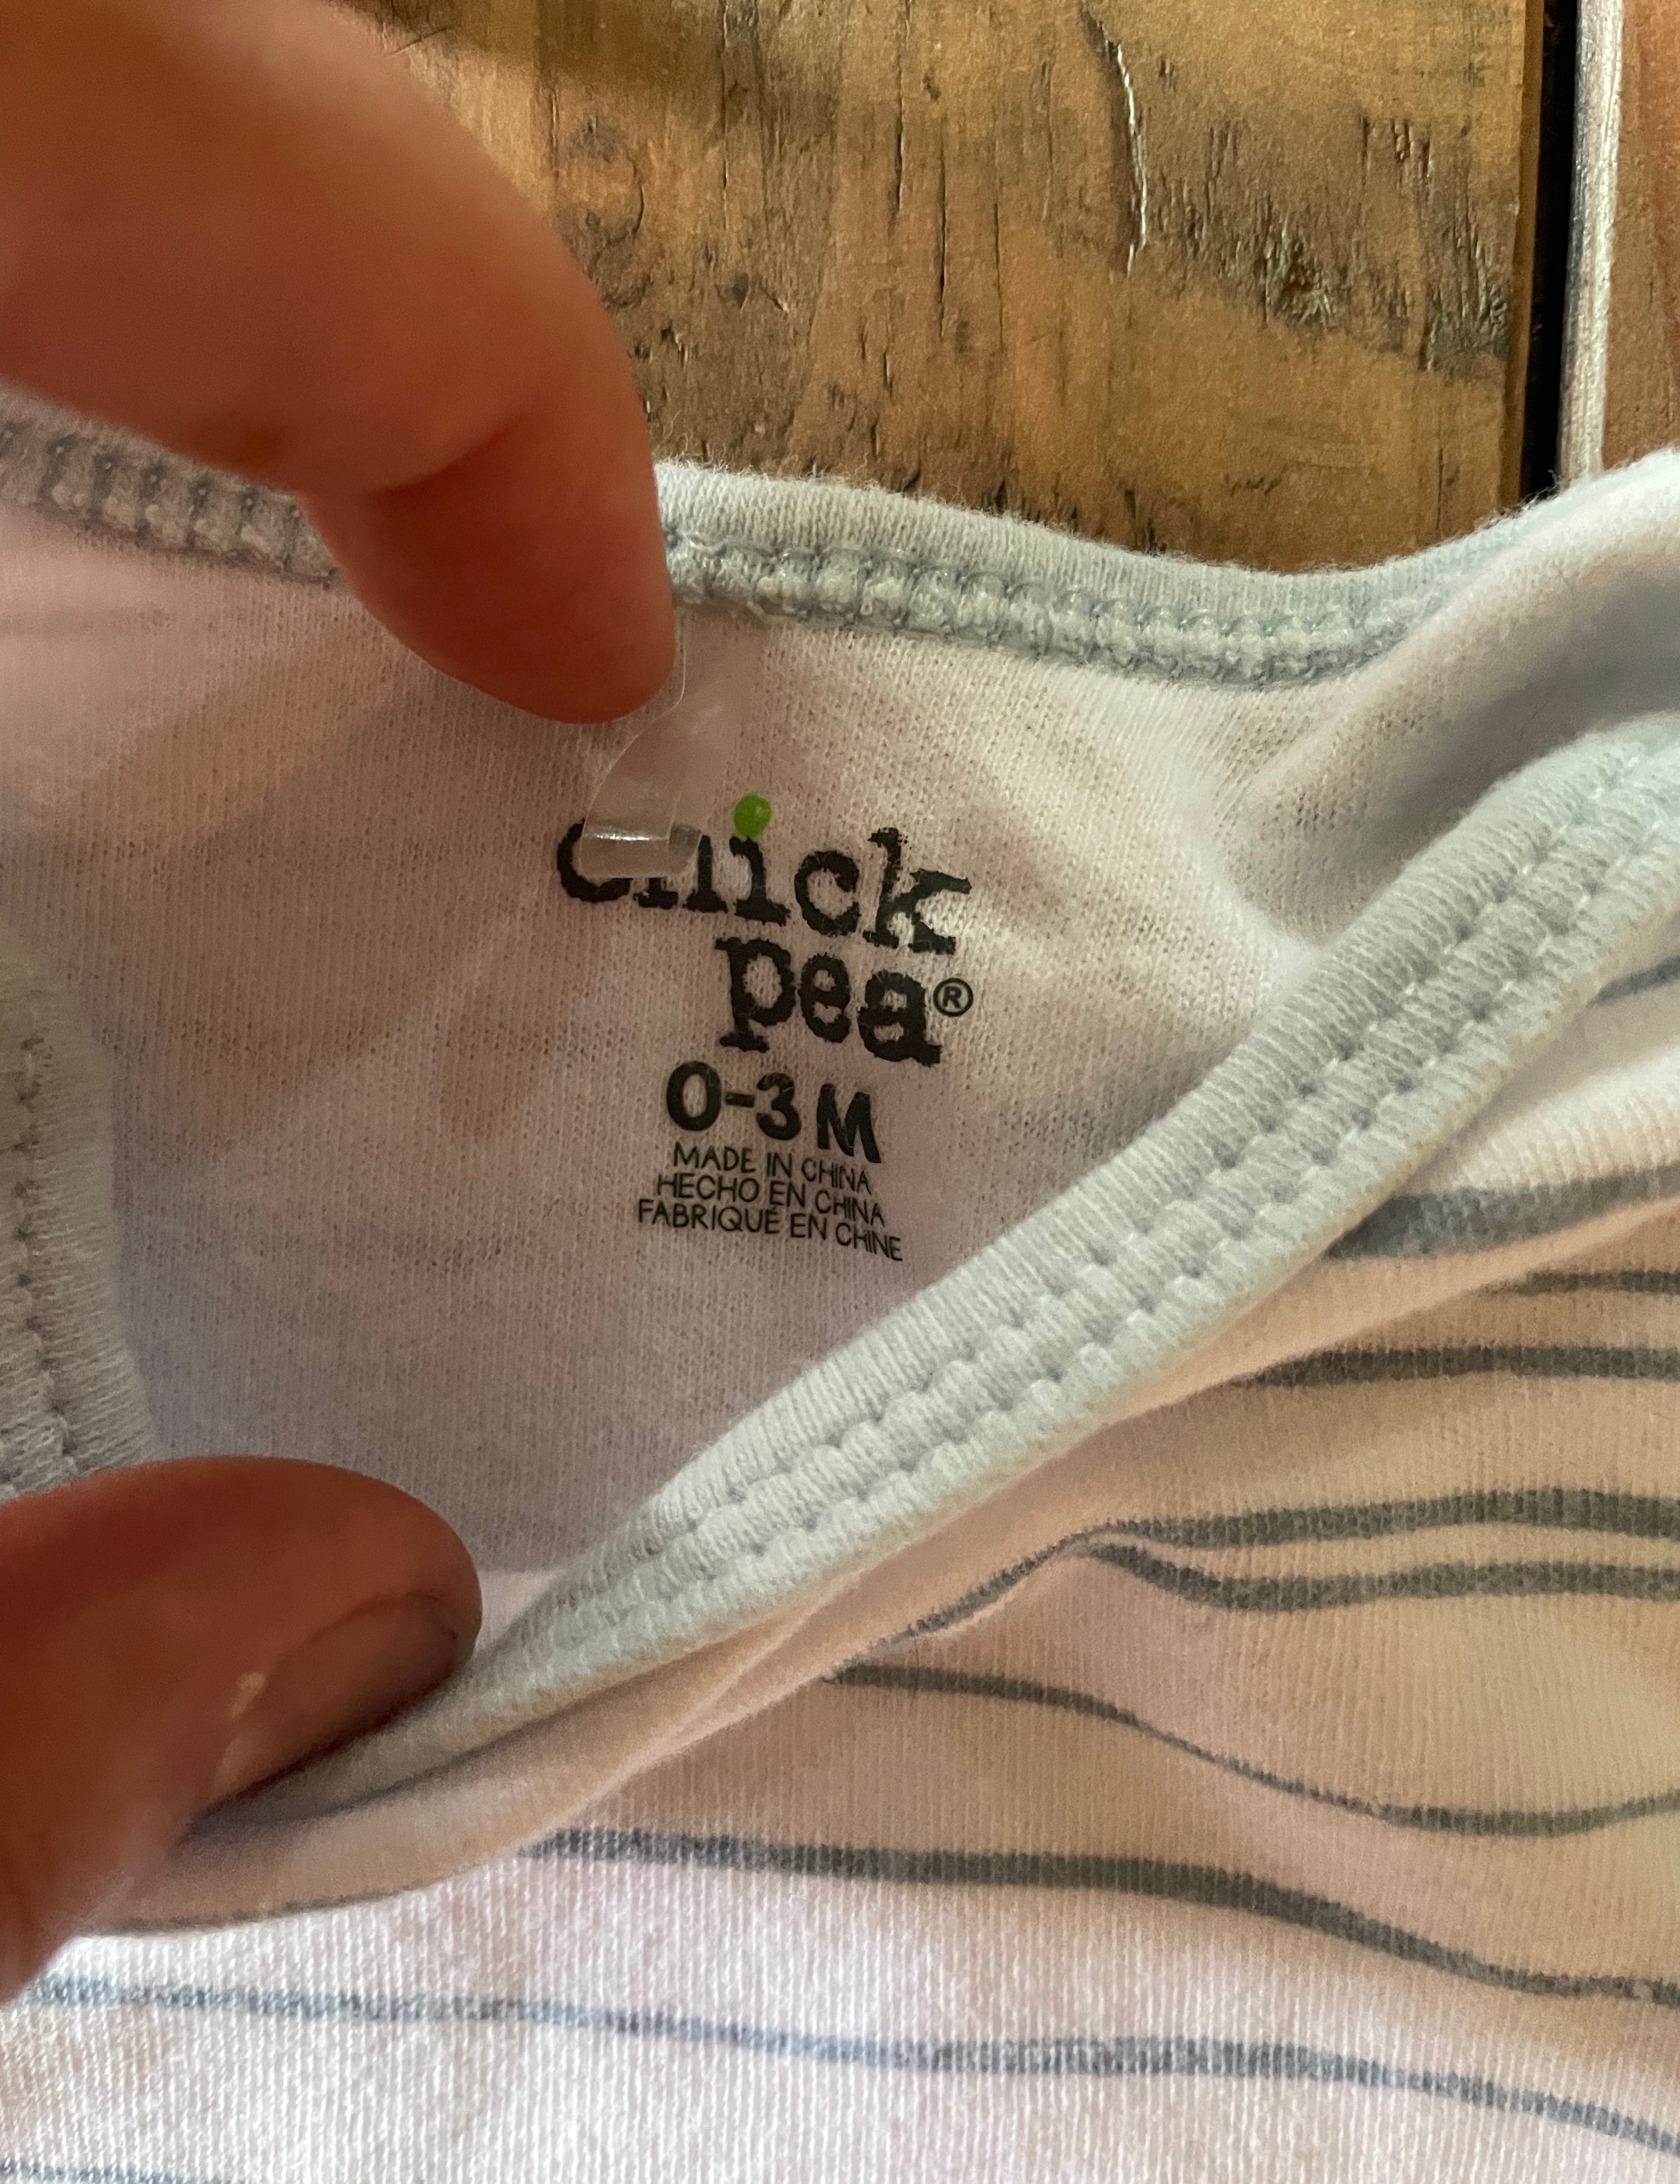 chick
pea®
0-3 M
MADE IN CHINA
HECHO EN CHINA
FABRIQUÉ EN CHINE